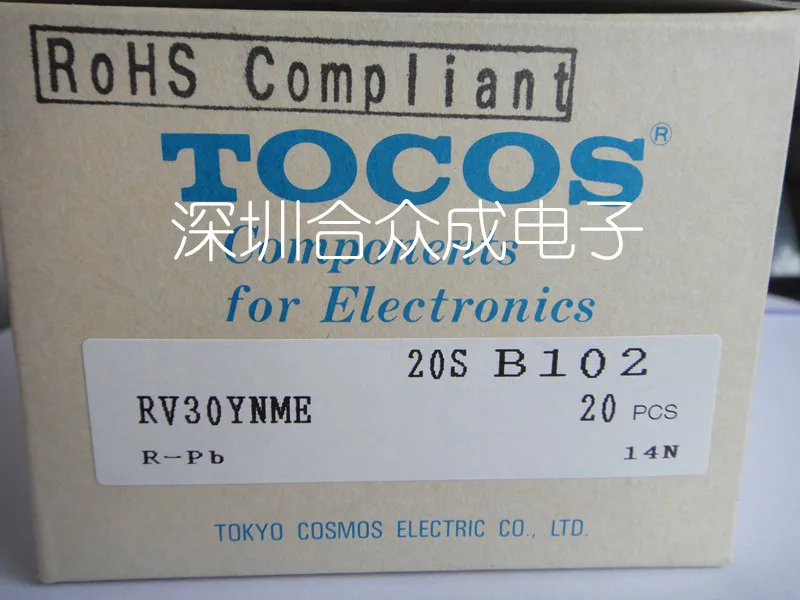 RoHS Compliant
TOCOS®
深圳合众成电子
Components
for Electronics
20S B102
RV30YNME 20 PCS
R-Pb 14N
TOKYO COSMOS ELECTRIC CO., LTD.